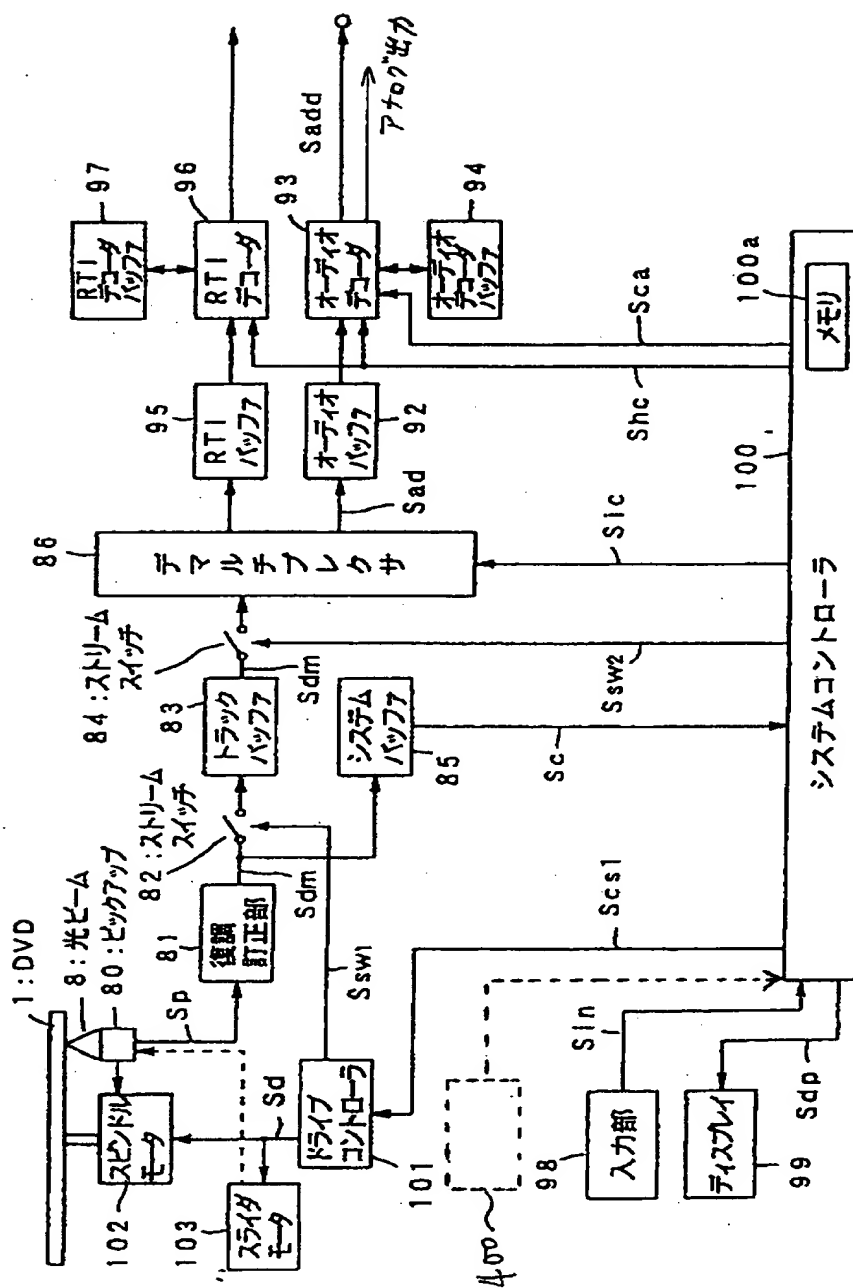 1:DVD
8:光ビーム
80:ピックアップ
102
スピンドル
モータ
103
スライダ
モータ
Sp
Sd
81
復調
訂正部
82:ストリーム
スイッチ
Sdm
Ssw1
ドライブ
コントローラ
101
83
トラック
バッファ
84:ストリーム
スイッチ
Sdm
システム
バッファ
85
Sc
Ssw2
86
デマルチプレクサ
Slc
95
RTI
バッファ
オーディオ
バッファ
92
Sad
97
RTI
デコーダ
バッファ
96
RTI
デコーダ
93
オーディオ
デコーダ
オーディオ
デコーダ
バッファ
94
Sadd
アナログ出力
Sca
Shc
100
100a
メモリ
システムコントローラ
Scs1
400
98
入力部
Sin
ディスプレイ
99
Sdp